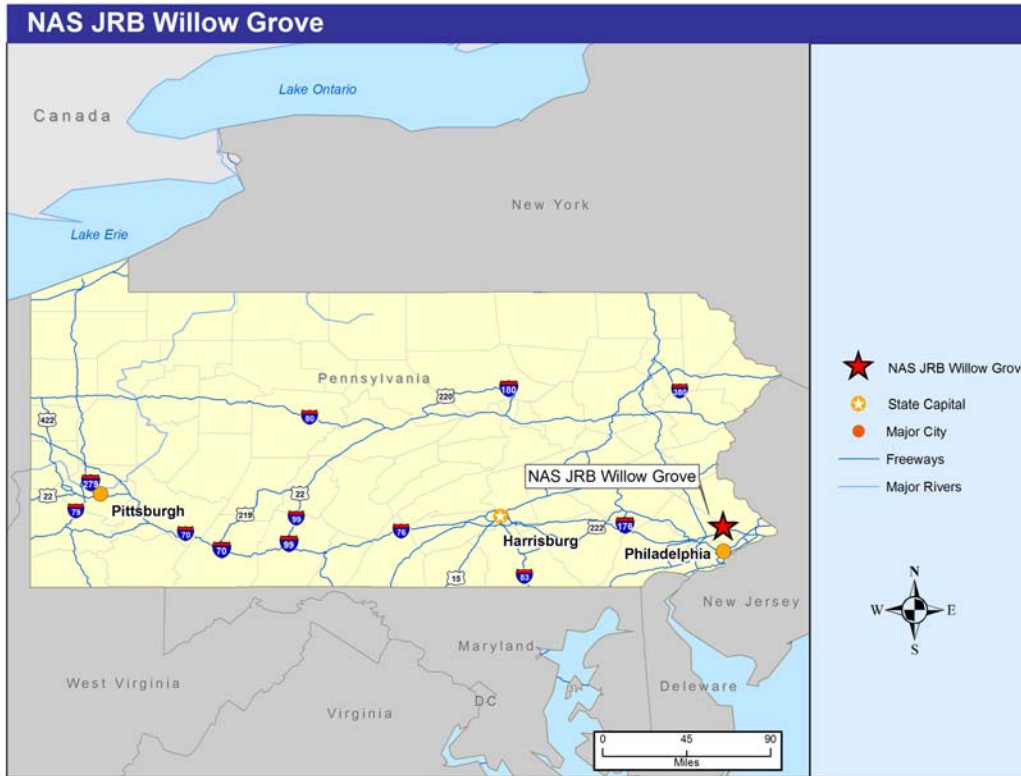 NAS JRB Willow Grove
Lake Ontario
Canada
New York
Lake Erie
Pennsylvania
180
220
380
80
422
NAS JRB Willow Grove
279
22
22
79
Pittsburgh
219
99
70
70
99
76
Harrisburg
222
176
Philadelphia
15
83
New Jersey
Maryland
West Virginia
DC
Delaware
Virginia
0 45 90
Miles
NAS JRB Willow Grov
State Capital
Major City
Freeways
Major Rivers
N
W E
S